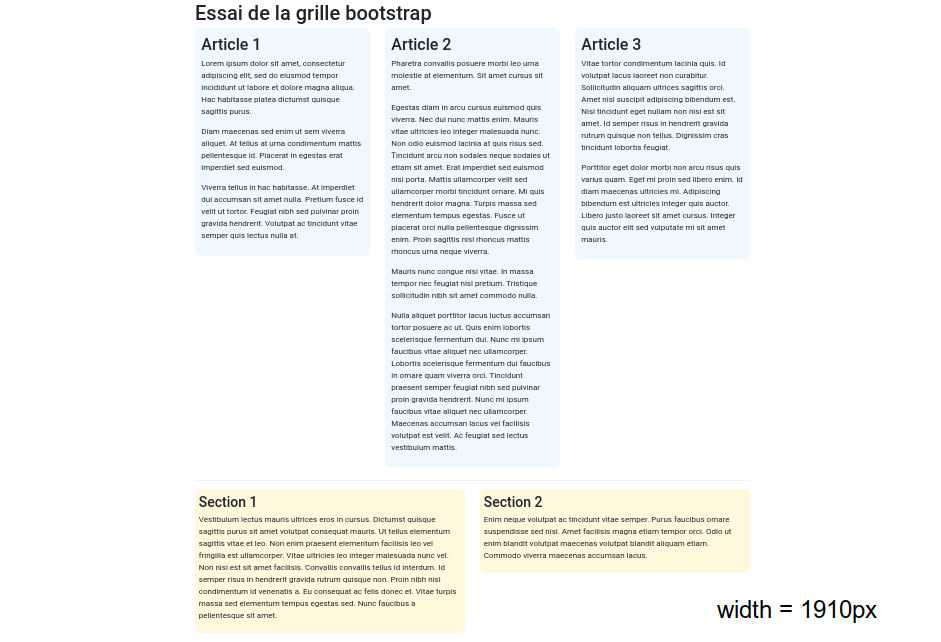 Essai de la grille bootstrap
Article 1
Lorem ipsum dolor sit amet, consectetur
adipiscing elit, sed do eiusmod tempor
incididunt ut labore et dolore magna aliqua.
Hac habitasse platea dictumst quisque
sagittis purus.
Diam maecenas sed enim ut sem viverra
aliquet. At tellus at urna condimentum mattis
pellentesque id. Placerat in egestas erat
imperdiet sed euismod.
Viverra tellus in hac habitasse. At imperdiet
dui accumsan sit amet nulla. Pretium fusce id
velit ut tortor. Feugiat nibh sed pulvinar proin
gravida hendrerit. Volutpat ac tincidunt vitae
semper quis lectus nulla at.
Article 2
Pharetra convallis posuere morbi leo urna
molestie at elementum. Sit amet cursus sit
amet.
Egestas diam in arcu cursus euismod quis
viverra. Nec dui nunc mattis enim. Mauris
vitae ultricies leo integer malesuada nunc.
Non odio euismod lacinia at quis risus sed.
Tincidunt arcu non sodales neque sodales ut
etiam sit amet. Erat imperdiet sed euismod
nisi porta. Mattis ullamcorper velit sed
ullamcorper morbi tincidunt ornare. Mi quis
hendrerit dolor magna. Turpis massa sed
elementum tempus egestas. Fusce ut
placerat orci nulla pellentesque dignissim
enim. Proin sagittis nisl rhoncus mattis
rhoncus urna neque viverra.
Mauris nunc congue nisi vitae. In massa
tempor nec feugiat nisl pretium. Tristique
sollicitudin nibh sit amet commodo nulla.
Nulla aliquet porttitor lacus luctus accumsan
tortor posuere ac ut. Quis enim lobortis
scelerisque fermentum dui. Nunc mi ipsum
faucibus vitae aliquet nec ullamcorper.
Lobortis scelerisque fermentum dui faucibus
in ornare quam viverra orci. Tincidunt
praesent semper feugiat nibh sed pulvinar
proin gravida hendrerit. Nunc mi ipsum
faucibus vitae aliquet nec ullamcorper.
Maecenas accumsan lacus vel facilisis
volutpat est velit. Ac feugiat sed lectus
vestibulum mattis.
Article 3
Vitae tortor condimentum lacinia quis. Id
volutpat lacus laoreet non curabitur.
Sollicitudin aliquam ultrices sagittis orci.
Amet nisl suscipit adipiscing bibendum est.
Nisl tincidunt eget nullam non nisi est sit
amet. Id semper risus in hendrerit gravida
rutrum quisque non tellus. Dignissim cras
tincidunt lobortis feugiat.
Porttitor eget dolor morbi non arcu risus quis
varius quam. Eget mi proin sed libero enim. Id
diam maecenas ultricies mi. Adipiscing
bibendum est ultricies integer quis auctor.
Libero justo laoreet sit amet cursus. Integer
quis auctor elit sed vulputate mi sit amet
mauris.
Section 1
Vestibulum lectus mauris ultrices eros in cursus. Dictumst quisque
sagittis purus sit amet volutpat consequat mauris. Ut tellus elementum
sagittis vitae et leo. Non enim praesent elementum facilisis leo vel
fringilla est ullamcorper. Vitae ultricies leo integer malesuada nunc vel.
Non nisi est sit amet facilisis. Convallis convallis tellus id interdum. Id
semper risus in hendrerit gravida rutrum quisque non. Proin nibh nisl
condimentum id venenatis a. Eu consequat ac felis donec et. Vitae turpis
massa sed elementum tempus egestas sed. Nunc faucibus a
pellentesque sit amet.
Section 2
Enim neque volutpat ac tincidunt vitae semper. Purus faucibus ornare
suspendisse sed nisi. Amet facilisis magna etiam tempor orci. Odio ut
enim blandit volutpat maecenas volutpat blandit aliquam etiam.
Commodo viverra maecenas accumsan lacus.
width = 1910px